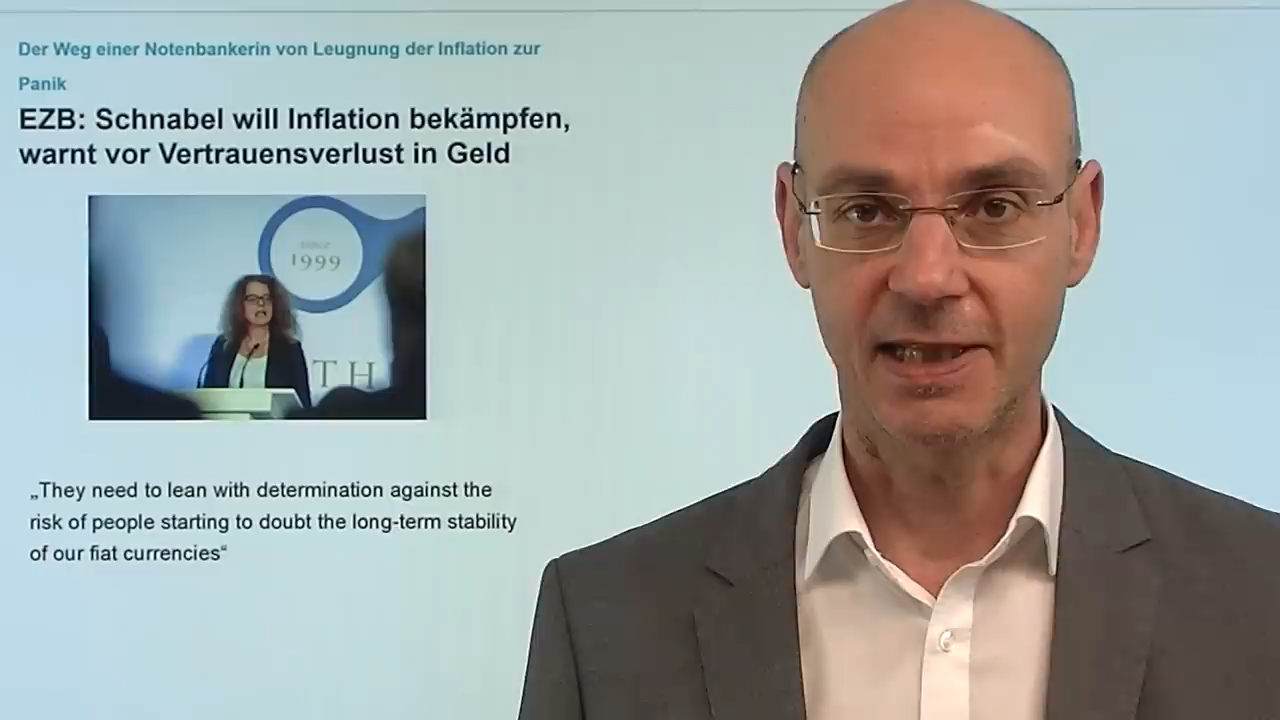 Der Weg einer Notenbankerin von Leugnung der Inflation zur
Panik
EZB: Schnabel will Inflation bekämpfen,
warnt vor Vertrauensverlust in Geld
since
1999
TH
„They need to lean with determination against the
risk of people starting to doubt the long-term stability
of our fiat currencies“